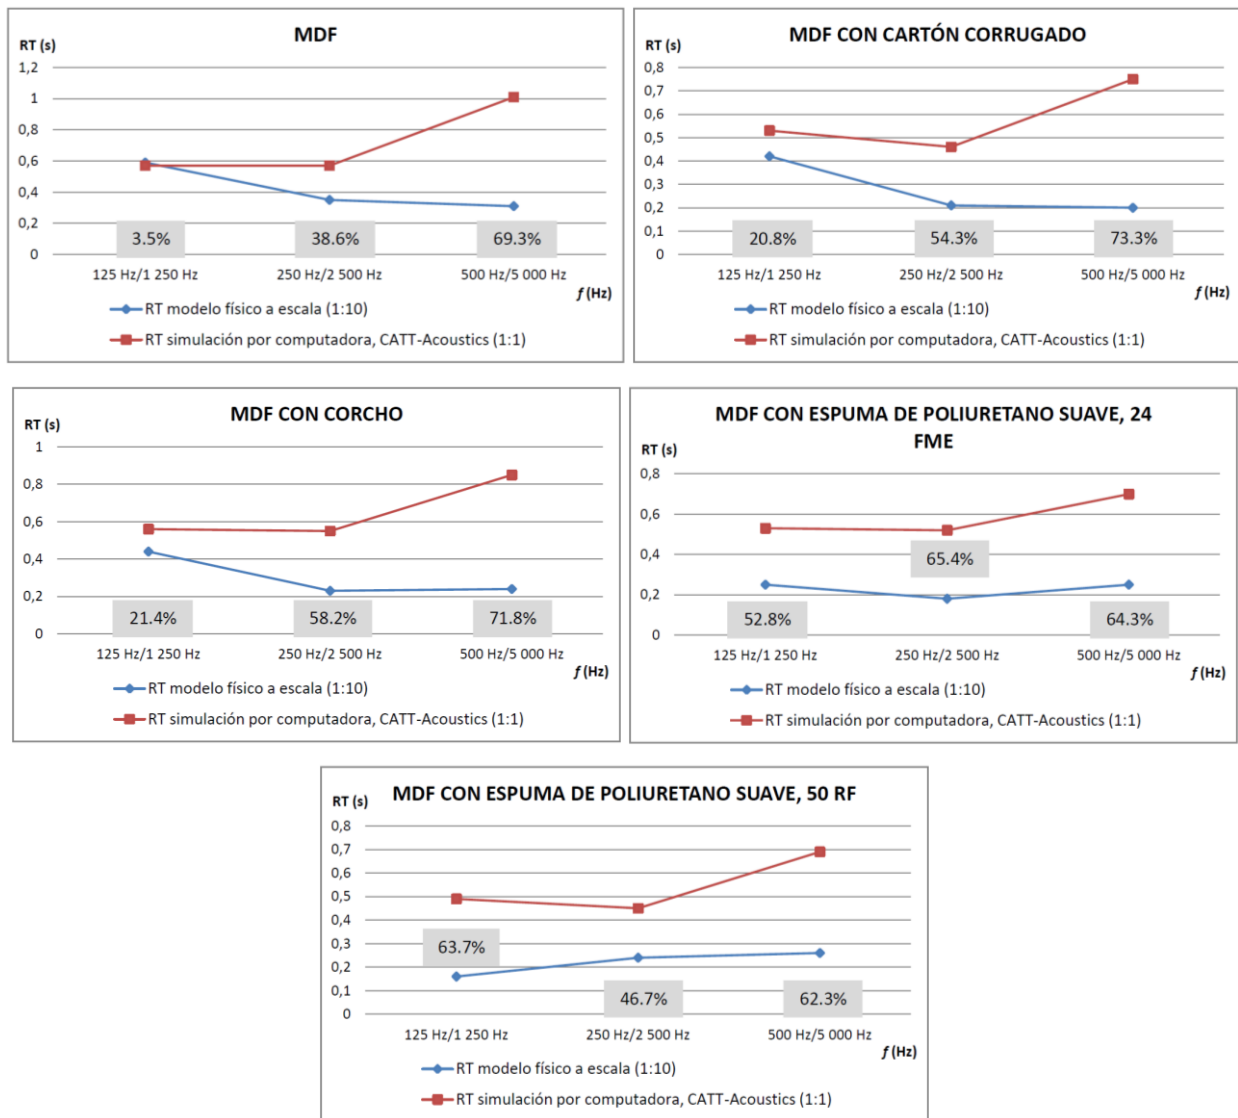 MDF
RT (s)
1,2
1
0,8
0,6
0,4
0,2
0
3.5%
38.6%
69.3%
125 Hz/1 250 Hz
250 Hz/2 500 Hz
500 Hz/5 000 Hz
f (Hz)
RT modelo físico a escala (1:10)
RT simulación por computadora, CATT-Acoustics (1:1)
MDF CON CARTÓN CORRUGADO
RT (s)
0,8
0,7
0,6
0,5
0,4
0,3
0,2
0,1
0
20.8%
54.3%
73.3%
125 Hz/1 250 Hz
250 Hz/2 500 Hz
500 Hz/5 000 Hz
f (Hz)
RT modelo físico a escala (1:10)
RT simulación por computadora, CATT-Acoustics (1:1)
MDF CON CORCHO
RT (s)
1
0,8
0,6
0,4
0,2
0
21.4%
58.2%
71.8%
125 Hz/1 250 Hz
250 Hz/2 500 Hz
500 Hz/5 000 Hz
f (Hz)
RT modelo físico a escala (1:10)
RT simulación por computadora, CATT-Acoustics (1:1)
MDF CON ESPUMA DE POLIURETANO SUAVE, 24
FME
RT (s)
0,8
0,6
0,4
0,2
0
65.4%
52.8%
64.3%
125 Hz/1 250 Hz
250 Hz/2 500 Hz
500 Hz/5 000 Hz
f (Hz)
RT modelo físico a escala (1:10)
RT simulación por computadora, CATT-Acoustics (1:1)
MDF CON ESPUMA DE POLIURETANO SUAVE, 50 RF
RT (s)
0,8
0,7
0,6
0,5
0,4
0,3
0,2
0,1
0
63.7%
46.7%
62.3%
125 Hz/1 250 Hz
250 Hz/2 500 Hz
500 Hz/5 000 Hz
f (Hz)
RT modelo físico a escala (1:10)
RT simulación por computadora, CATT-Acoustics (1:1)